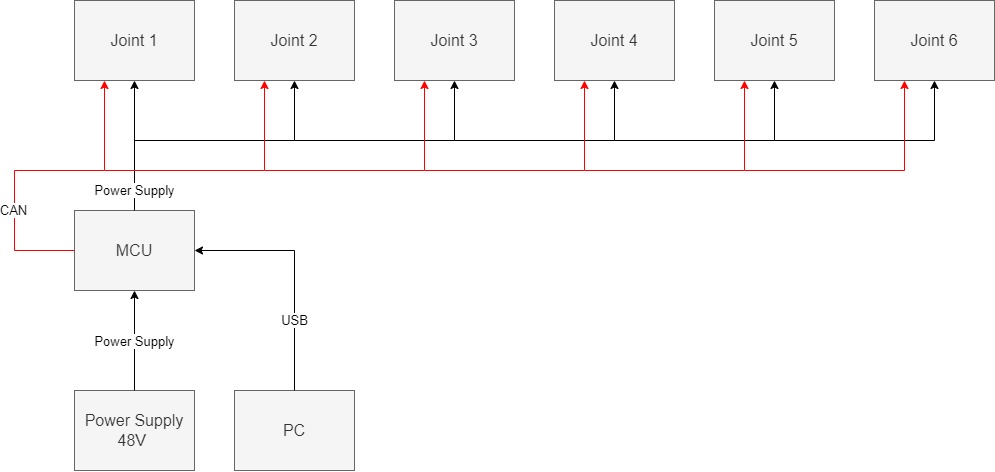 Joint 1
Joint 2
Joint 3
Joint 4
Joint 5
Joint 6
Power Supply
CAN
MCU
USB
Power Supply
Power Supply
48V
PC